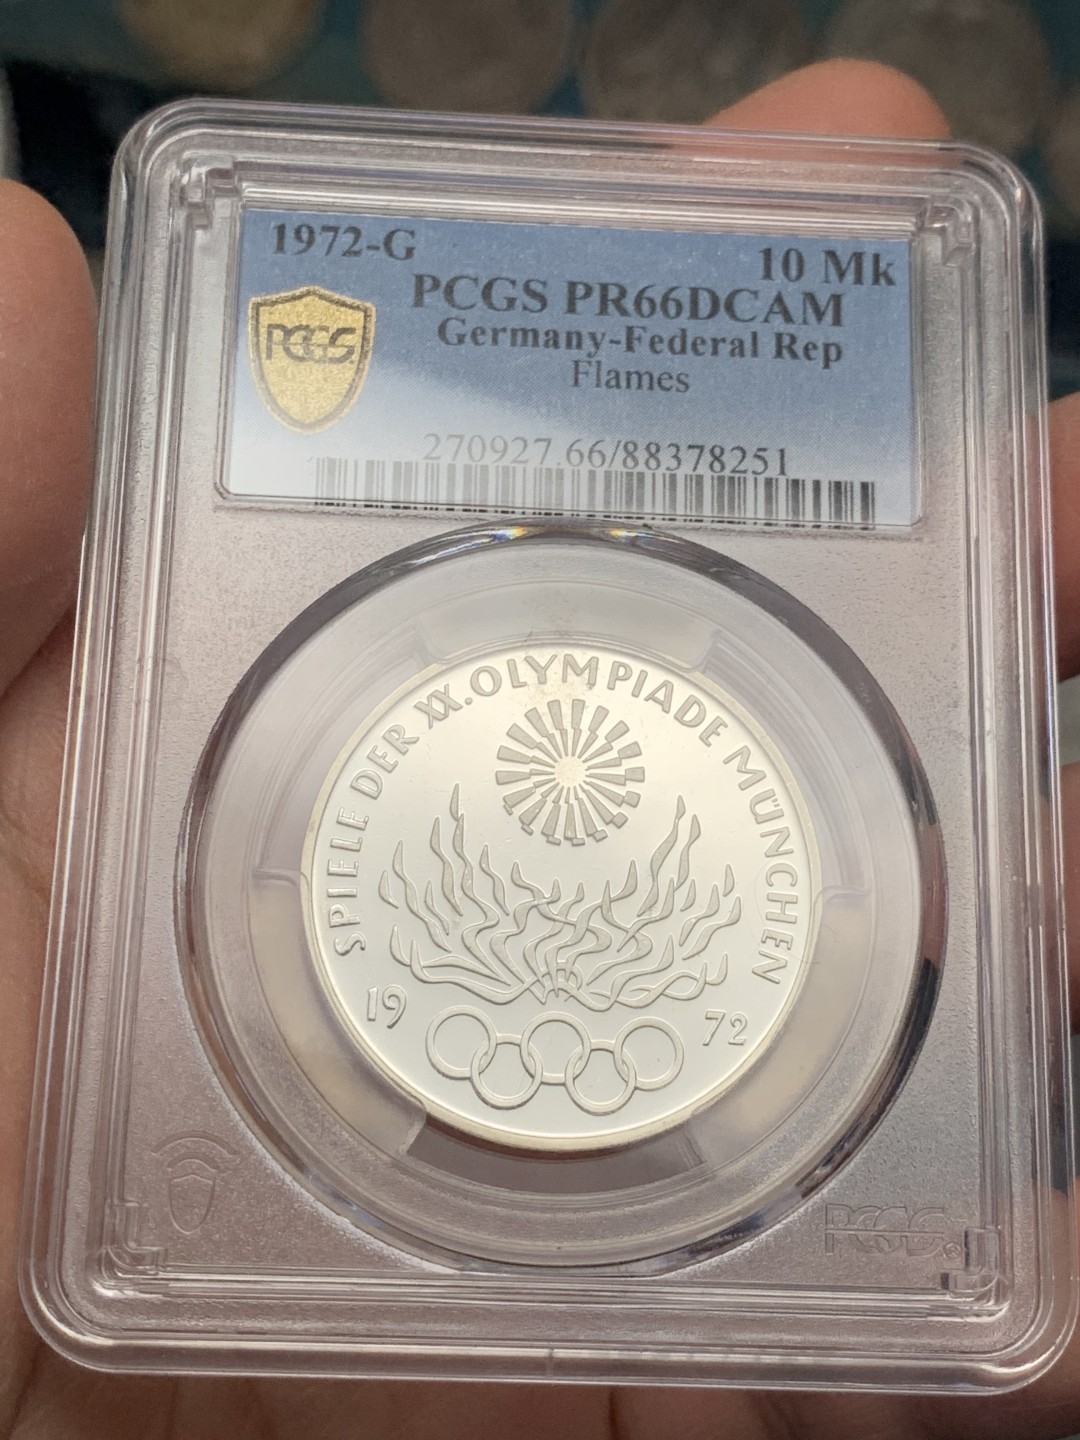 1972-G 10 Mk
PCGS PR66DCAM
Germany-Federal Rep
Flames
PCGS
270927.66/88378251
SPIELE DER XX. OLYMPIADE MÜNCHEN
19 72
PCGS®